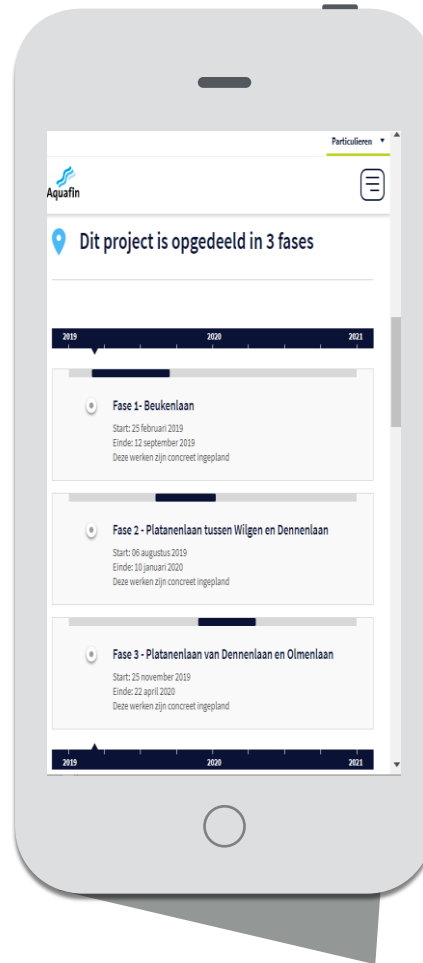 Particulieren
Aquafin
Dit project is opgedeeld in 3 fases
2019 2020 2021
Fase 1- Beukenlaan
Start: 25 februari 2019
Einde: 12 september 2019
Deze werken zijn concreet ingepland
Fase 2 - Platanenlaan tussen Wilgen en Dennenlaan
Start: 06 augustus 2019
Einde: 10 januari 2020
Deze werken zijn concreet ingepland
Fase 3 - Platanenlaan van Dennenlaan en Olmenlaan
Start: 25 november 2019
Einde: 22 april 2020
Deze werken zijn concreet ingepland
2019 2020 2021